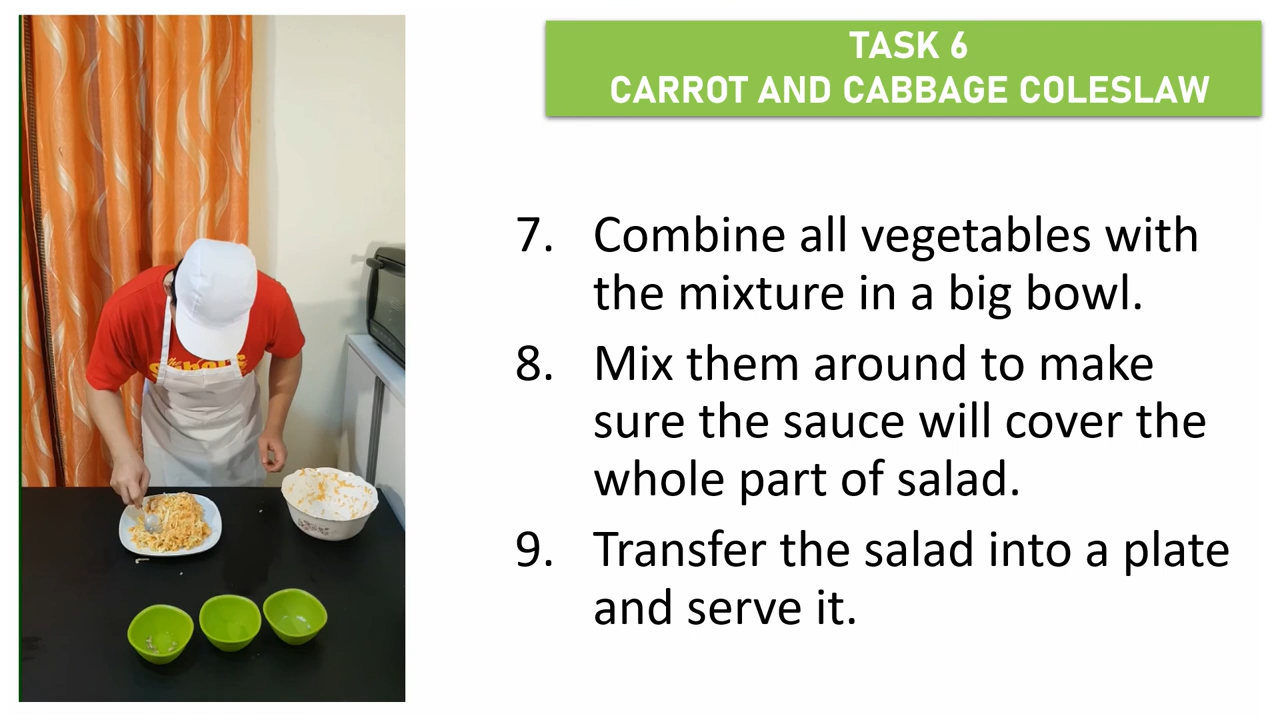 TASK 6
CARROT AND CABBAGE COLESLAW
7. Combine all vegetables with
the mixture in a big bowl.
8. Mix them around to make
sure the sauce will cover the
whole part of salad.
9. Transfer the salad into a plate
and serve it.